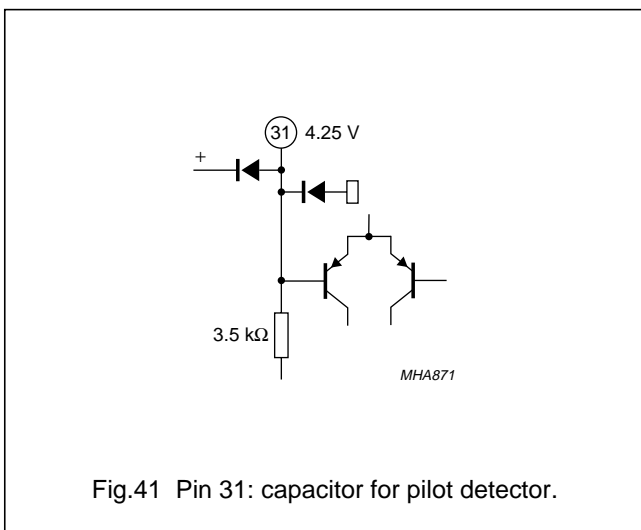 31 4.25 V
+
3.5 kΩ
MHA871
Fig.41 Pin 31: capacitor for pilot detector.